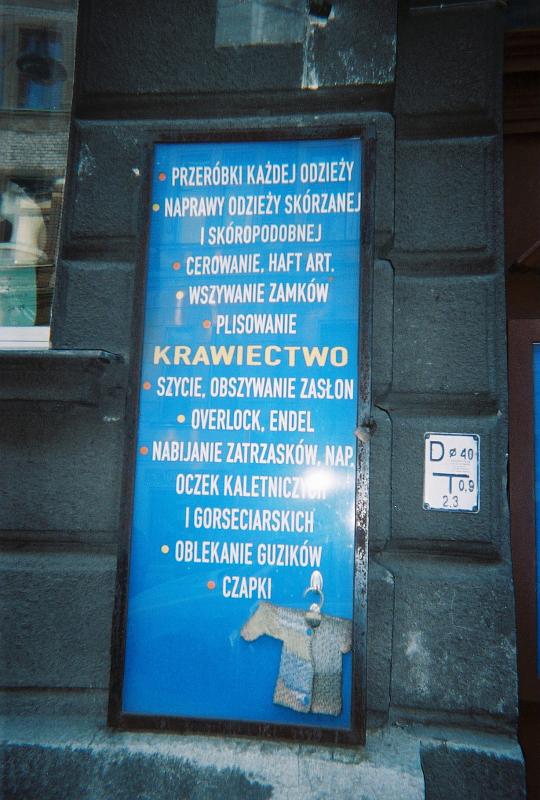 • PRZERÓBKI KAŻDEJ ODZIEŻY
• NAPRAWY ODZIEŻY SKÓRZANEJ
I SKÓROPODOBNEJ
• CEROWANIE, HAFT ART.
• WSZYWANIE ZAMKÓW
• PLISOWANIE
KRAWIECTWO
• SZYCIE, OBSZYWANIE ZASŁON
• OVERLOCK, ENDEL
• NABIJANIE ZATRZASKÓW, NAP.
OCZEK KALETNICZYCH
I GORSECIARSKICH
• OBLEKANIE GUZIKÓW
• CZAPKI
D ø 40
0,9
2.3